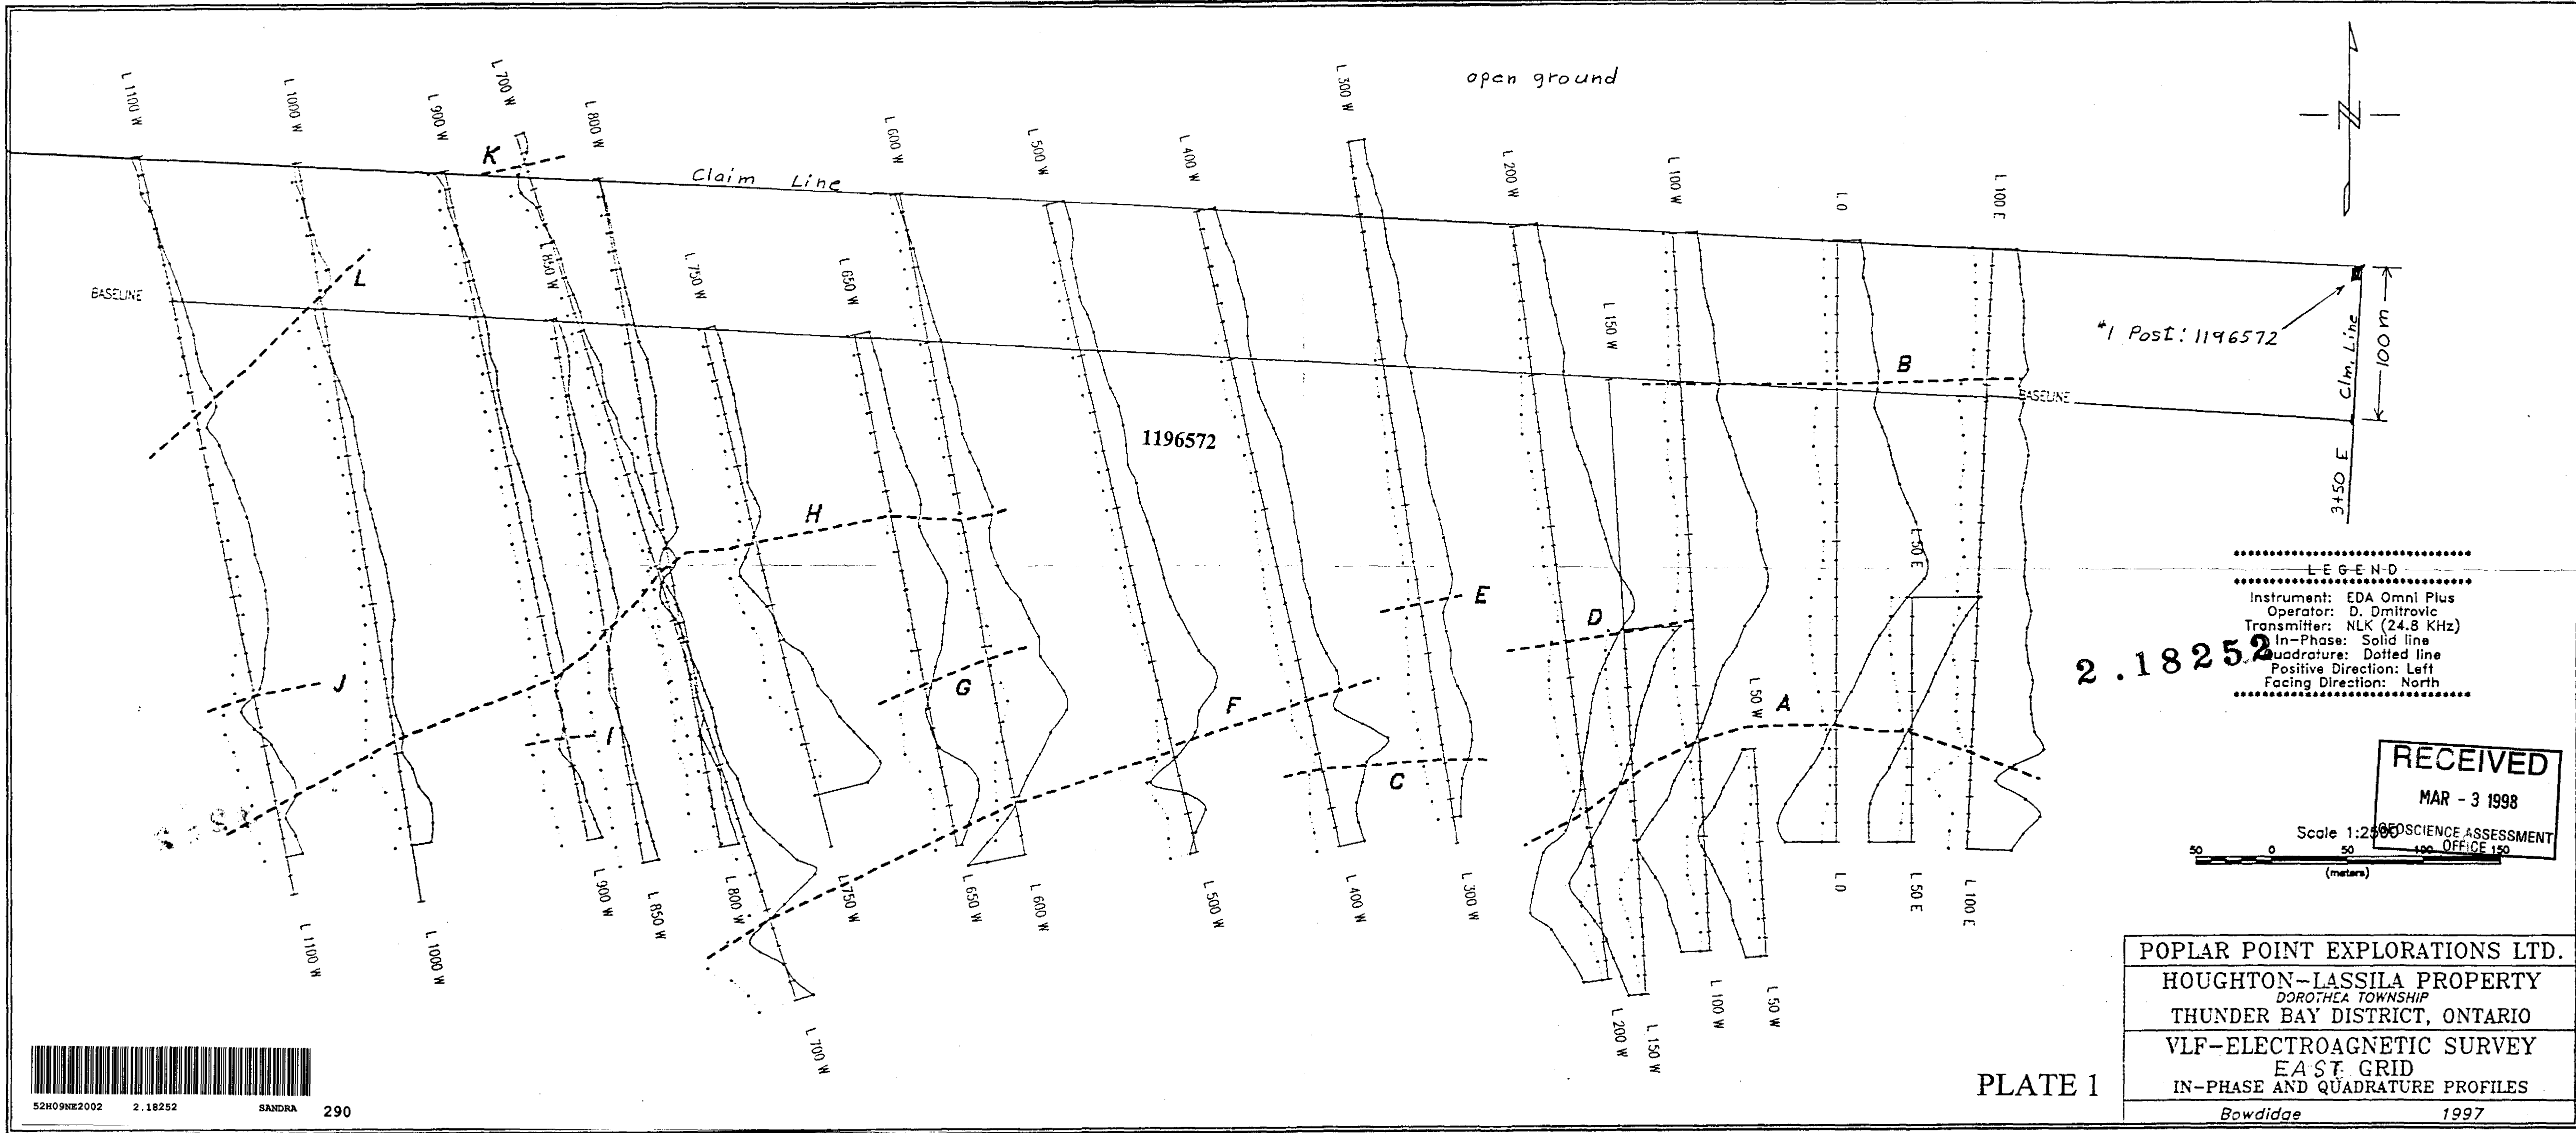 L 1100 W
L 1000 W
L 900 W
L 700 W
L 800 W
L 600 W
L 500 W
L 400 W
L 300 W
L 200 W
L 100 W
L 0
L 100 E
open ground
K
Claim Line
L 850 W
L 750 W
L 650 W
L 150 W
BASELINE
L
#1 Post: 1196572
Clm. Line
100 m
B
BASELINE
1196572
3+50 E
H
L 50 E
E
D
J
G
F
I
C
L 50 W
A
LEGEND
Instrument: EDA Omni Plus
Operator: D. Dmitrovic
Transmitter: NLK (24.8 KHz)
In-Phase: Solid line
Quadrature: Dotted line
Positive Direction: Left
Facing Direction: North
2.18252
RECEIVED
MAR - 3 1998
GEOSCIENCE ASSESSMENT
OFFICE
Scale 1:2500
50 0 50 100 150
(meters)
L 1100 W
L 1000 W
L 900 W
L 850 W
L 800 W
L 700 W
L 750 W
L 650 W
L 600 W
L 500 W
L 400 W
L 300 W
L 200 W
L 150 W
L 100 W
L 50 W
L 0
L 50 E
L 100 E
POPLAR POINT EXPLORATIONS LTD.
HOUGHTON-LASSILA PROPERTY
DOROTHEA TOWNSHIP
THUNDER BAY DISTRICT, ONTARIO
VLF-ELECTROAGNETIC SURVEY
EAST GRID
IN-PHASE AND QUADRATURE PROFILES
Bowdidge 1997
PLATE 1
52H09NE2002 2.18252 SANDRA 290